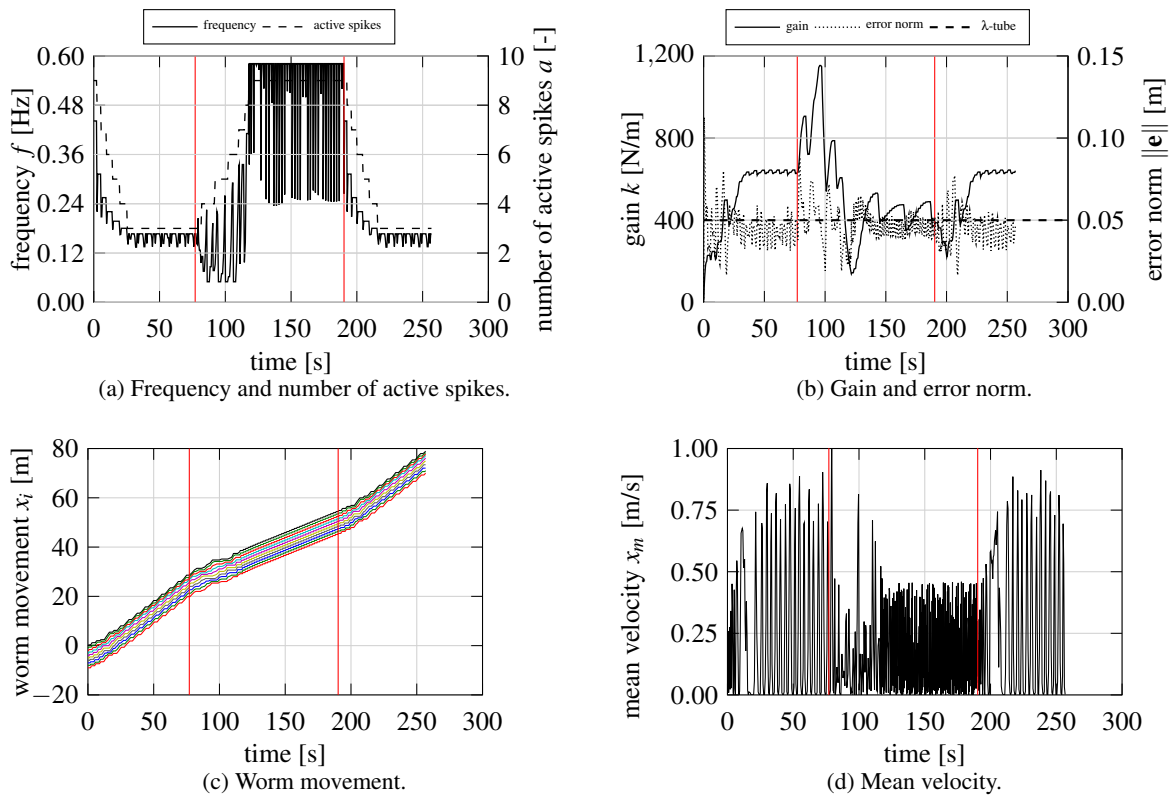 frequency active spikes
0.60
0.48
0.36
0.24
0.12
0.00
10
8
6
4
2
0
0 50 100 150 200 250 300
frequency f [Hz]
number of active spikes a [-]
time [s]
(a) Frequency and number of active spikes.
gain error norm λ-tube
1,200
800
400
0
0.15
0.10
0.05
0.00
0 50 100 150 200 250 300
gain k [N/m]
error norm ||e|| [m]
time [s]
(b) Gain and error norm.
80
60
40
20
0
−20
0 50 100 150 200 250 300
worm movement xi [m]
time [s]
(c) Worm movement.
1.00
0.75
0.50
0.25
0.00
0 50 100 150 200 250 300
mean velocity xm [m/s]
time [s]
(d) Mean velocity.